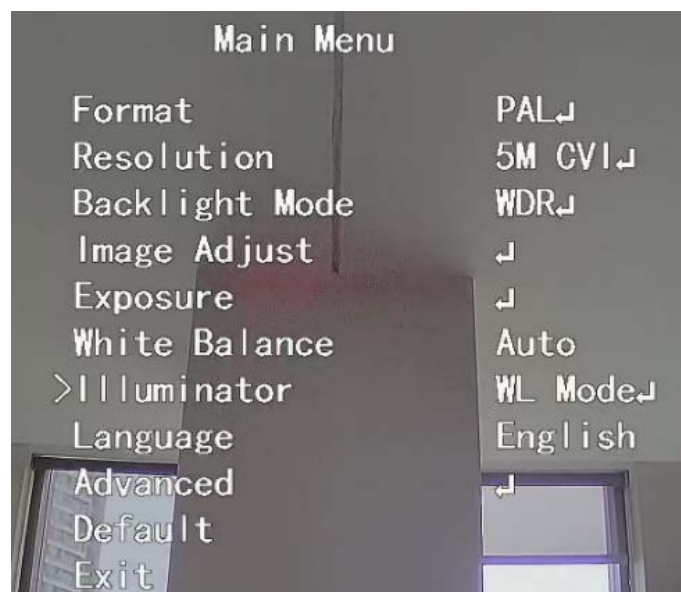 Main Menu
Format PAL↲
Resolution 5M CVI↲
Backlight Mode WDR↲
Image Adjust ↲
Exposure ↲
White Balance Auto
>Illuminator WL Mode↲
Language English
Advanced ↲
Default
Exit